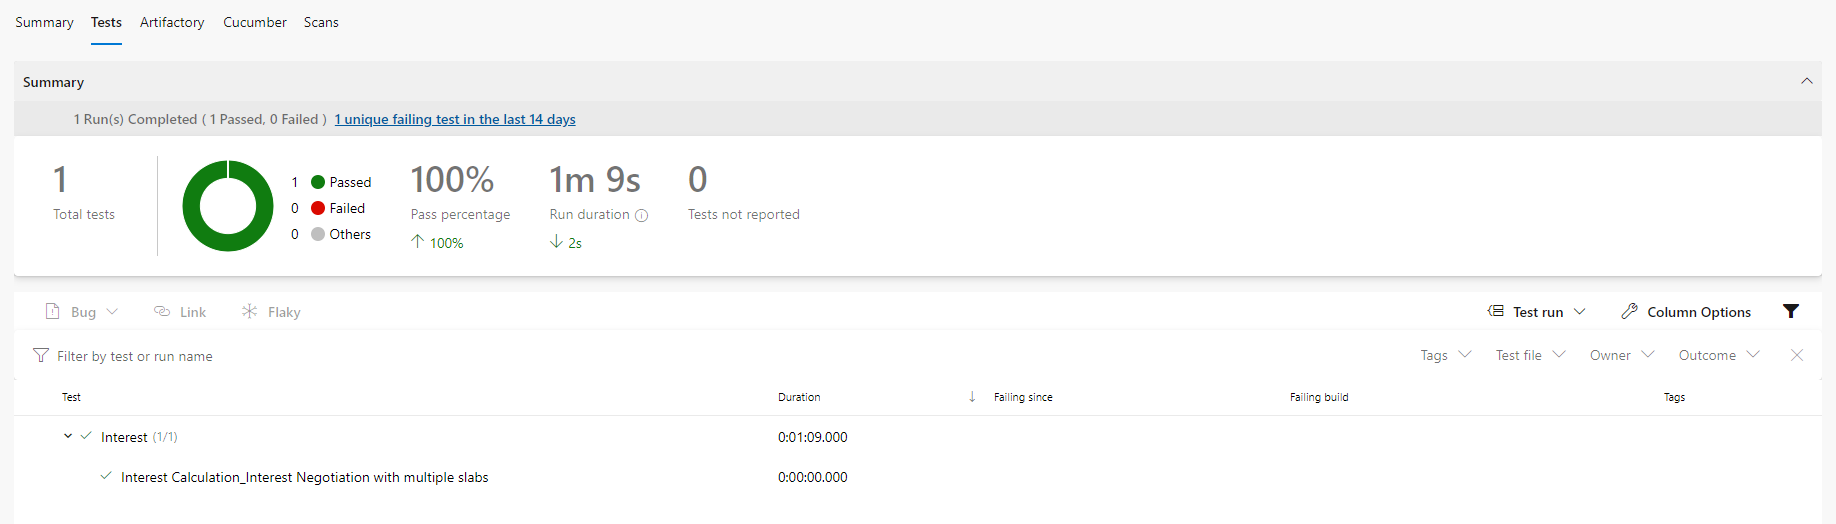 Summary Tests Artifactory Cucumber Scans
Summary
1 Run(s) Completed ( 1 Passed, 0 Failed ) 1 unique failing test in the last 14 days
1
Total tests
1 Passed
0 Failed
0 Others
100%
Pass percentage
100%
1m 9s
Run duration
2s
0
Tests not reported
Bug Link Flaky Test run Column Options
Filter by test or run name Tags Test file Owner Outcome
Test Duration Failing since Failing build Tags
Interest (1/1) 0:01:09.000
Interest Calculation_Interest Negotiation with multiple slabs 0:00:00.000